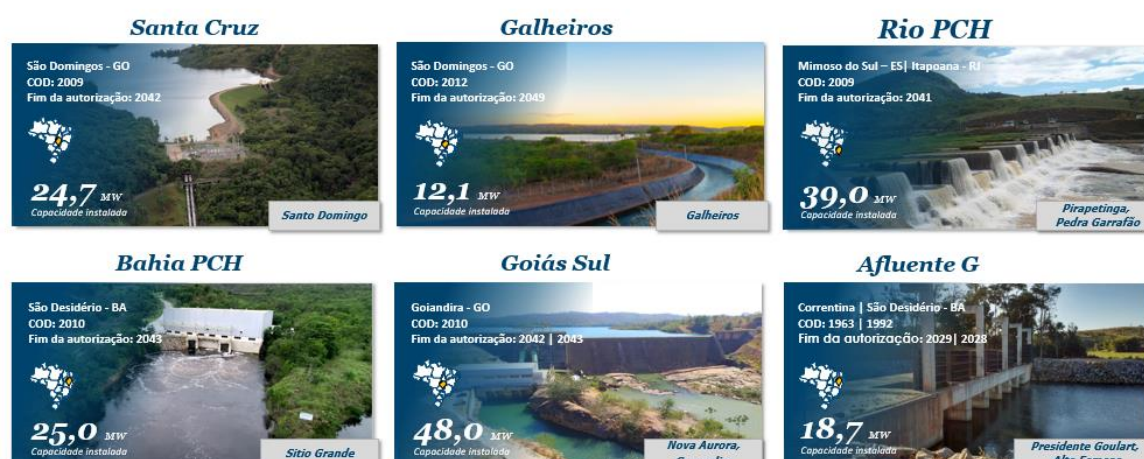 Santa Cruz
São Domingos - GO
COD: 2009
Fim da autorização: 2042
24,7 MW
Capacidade instalada
Santo Domingo
Galheiros
São Domingos - GO
COD: 2012
Fim da autorização: 2049
12,1 MW
Capacidade instalada
Galheiros
Rio PCH
Mimoso do Sul – ES| Itapoana - RJ
COD: 2009
Fim da autorização: 2041
39,0 MW
Capacidade instalada
Pirapetinga,
Pedra Garrafão
Bahia PCH
São Desidério - BA
COD: 2010
Fim da autorização: 2043
25,0 MW
Capacidade instalada
Sítio Grande
Goiás Sul
Goiandira - GO
COD: 2010
Fim da autorização: 2042 | 2043
48,0 MW
Capacidade instalada
Nova Aurora,
Afluente G
Correntina | São Desidério - BA
COD: 1963 | 1992
Fim da autorização: 2029| 2028
18,7 MW
Capacidade instalada
Presidente Goulart,